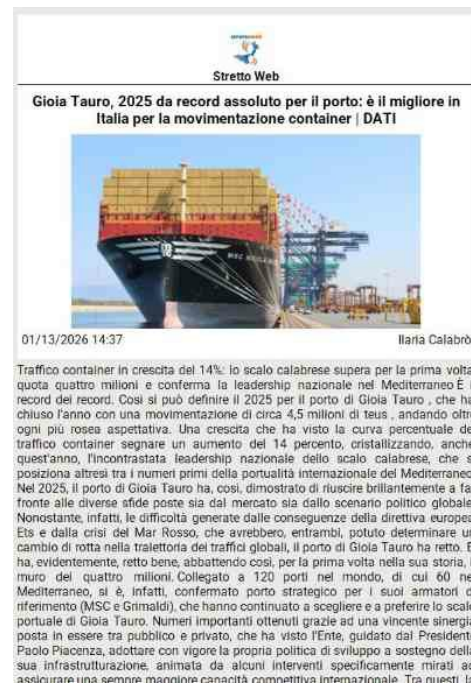 Stretto Web
Gioia Tauro, 2025 da record assoluto per il porto: è il migliore in
Italia per la movimentazione container | DATI
01/13/2026 14:37
Ilaria Calabrò
Traffico container in crescita del 14%: lo scalo calabrese supera per la prima volta
quota quattro milioni e conferma la leadership nazionale nel Mediterraneo È i
record dei record. Così si può definire il 2025 per il porto di Gioia Tauro , che ha
chiuso l'anno con una movimentazione di circa 4,5 milioni di teus , andando oltr
ogni più rosea aspettativa. Una crescita che ha visto la curva percentuale de
traffico container segnare un aumento del 14 percento, cristallizzando, anche
quest'anno, l'incontrastata leadership nazionale dello scalo calabrese, che s
posiziona altresì tra i numeri primi della portualità internazionale del Mediterraneo
Nel 2025, il porto di Gioia Tauro ha, così, dimostrato di riuscire brillantemente a fa
fronte alle diverse sfide poste sia dal mercato sia dallo scenario politico globale
Nonostante, infatti, le difficoltà generate dalle conseguenze della direttiva europea
Ets e dalla crisi del Mar Rosso, che avrebbero, entrambi, potuto determinare un
cambio di rotta nella traiettoria dei traffici globali, il porto di Gioia Tauro ha retto. E
ha, evidentemente, retto bene, abbattendo così, per la prima volta nella sua storia, i
muro del quattro milioni. Collegato a 120 porti nel mondo, di cui 60 ne
Mediterraneo, si è, infatti, confermato porto strategico per i suoi armatori d
riferimento (MSC e Grimaldi), che hanno continuato a scegliere e a preferire lo scalo
portuale di Gioia Tauro. Numeri importanti ottenuti grazie ad una vincente sinergia
posta in essere tra pubblico e privato, che ha visto l'Ente, guidato dal President
Paolo Piacenza, adottare con vigore la propria politica di sviluppo a sostegno della
sua infrastrutturazione, animata da alcuni interventi specificamente mirati ad
assicurare una sempre maggiore capacità competitiva internazionale. Tra questi, la